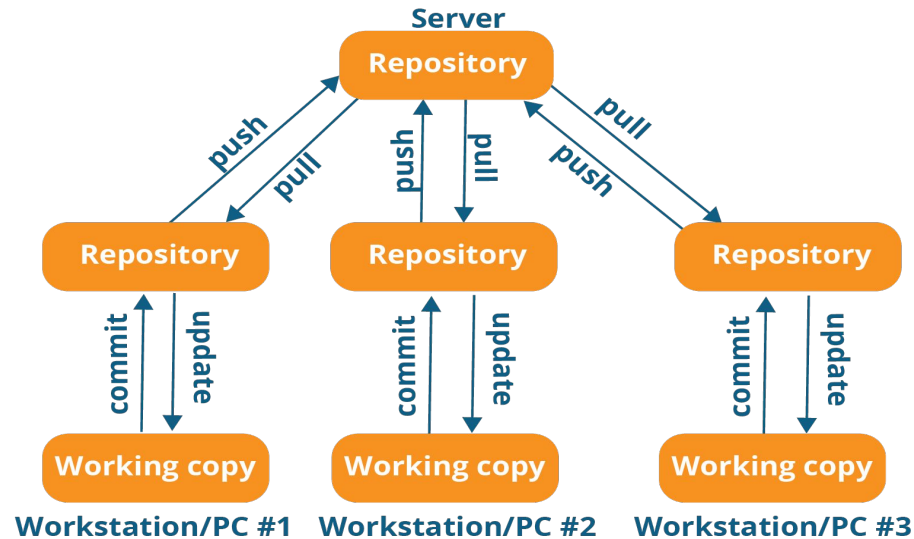 Server
Repository
push
pull
push
pull
pull
push
Repository
Repository
Repository
commit
update
commit
update
commit
update
Working copy
Working copy
Working copy
Workstation/PC #1
Workstation/PC #2
Workstation/PC #3